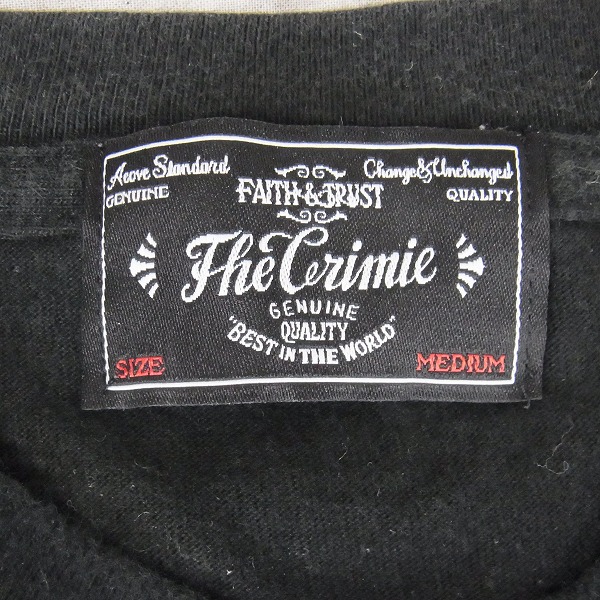 Above Standard
GENUINE
FAITH & TRUST
Change & Unchanged
QUALITY
The Crimie
GENUINE
QUALITY
"BEST IN THE WORLD"
SIZE
MEDIUM